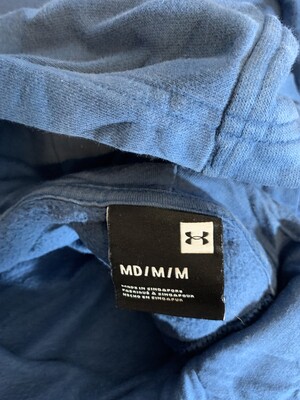 MD/M/M
MADE IN SINGAPORE
FABRIQUÉ À SINGAPOUR
HECHO EN SINGAPUR